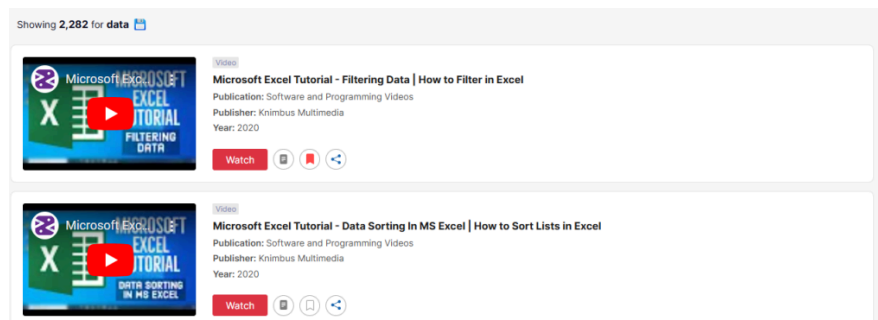 Showing 2,282 for data
Video
Microsoft Excel Tutorial - Filtering Data | How to Filter in Excel
Publication: Software and Programming Videos
Publisher: Knimbus Multimedia
Year: 2020
Watch
Microsoft Exc...
MICROSOFT
EXCEL
TUTORIAL
FILTERING
DATA
X
Video
Microsoft Excel Tutorial - Data Sorting In MS Excel | How to Sort Lists in Excel
Publication: Software and Programming Videos
Publisher: Knimbus Multimedia
Year: 2020
Watch
Microsoft Exc...
MICROSOFT
EXCEL
TUTORIAL
DATA SORTING
IN MS EXCEL
X